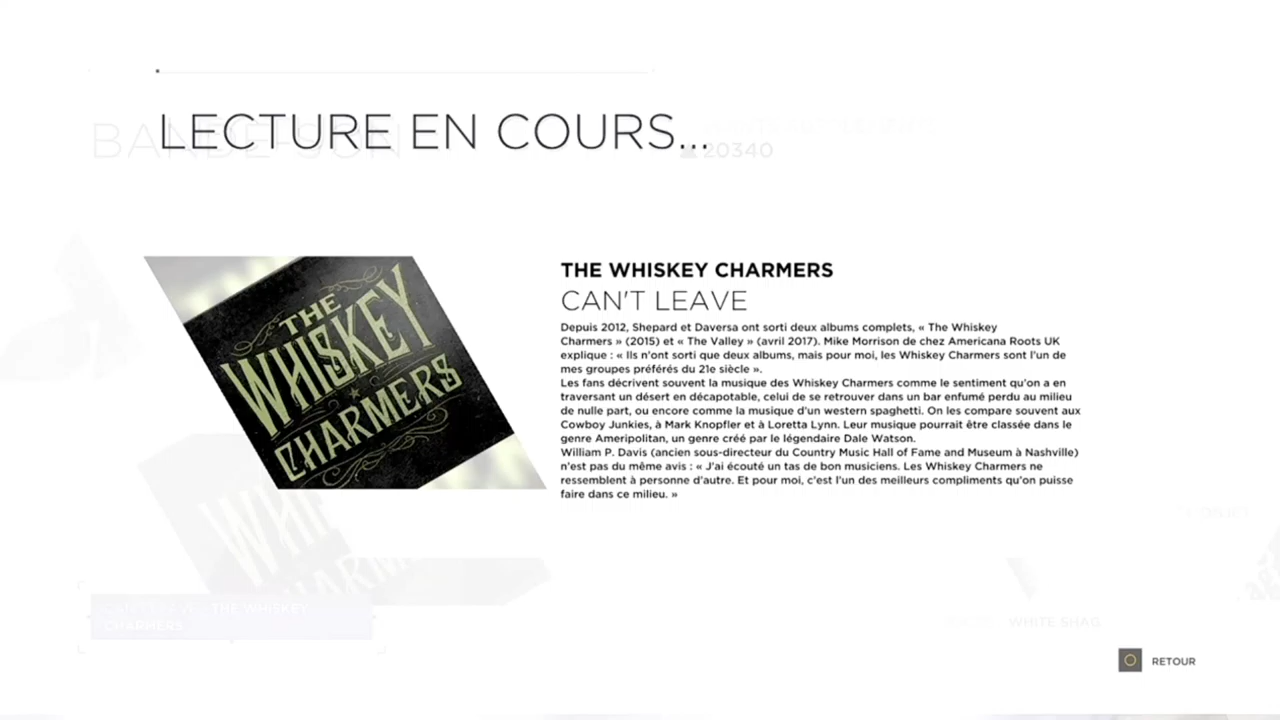 LECTURE EN COURS...
BANDE-SON
20340
THE
WHISKEY
CHARMERS
THE WHISKEY CHARMERS
CAN'T LEAVE
Depuis 2012, Shepard et Daversa ont sorti deux albums complets, « The Whiskey
Charmers » (2015) et « The Valley » (avril 2017). Mike Morrison de chez Americana Roots UK
explique : « Ils n'ont sorti que deux albums, mais pour moi, les Whiskey Charmers sont l'un de
mes groupes préférés du 21e siècle ».
Les fans décrivent souvent la musique des Whiskey Charmers comme le sentiment qu'on a en
traversant un désert en décapotable, celui de se retrouver dans un bar enfumé perdu au milieu
de nulle part, ou encore comme la musique d'un western spaghetti. On les compare souvent aux
Cowboy Junkies, à Mark Knopfler et à Loretta Lynn. Leur musique pourrait être classée dans le
genre Ameripolitan, un genre créé par le légendaire Dale Watson.
William P. Davis (ancien sous-directeur du Country Music Hall of Fame and Museum à Nashville)
n'est pas du même avis : « J'ai écouté un tas de bon musiciens. Les Whiskey Charmers ne
ressemblent à personne d'autre. Et pour moi, c'est l'un des meilleurs compliments qu'on puisse
faire dans ce milieu. »
THE WHISKEY
CHARMERS
WHITE SHAG
RETOUR